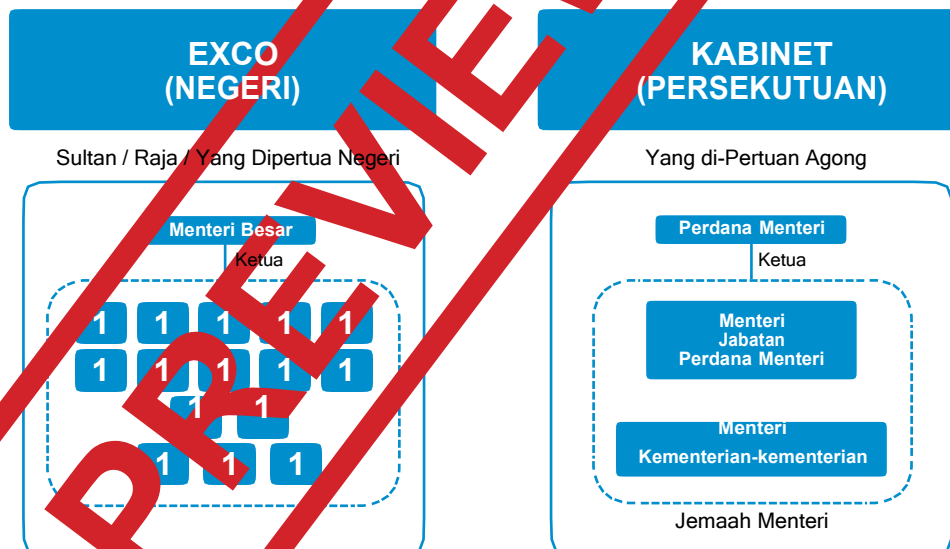 EXCO
(NEGERI)
Sultan / Raja / Yang Dipertua Negeri
Menteri Besar
Ketua
1 1 1 1 1
1 1 1 1 1
1 1
1 1 1
KABINET
(PERSEKUTUAN)
Yang di-Pertuan Agong
Perdana Menteri
Ketua
Menteri
Jabatan
Perdana Menteri
Menteri
Kementerian-kementerian
Jemaah Menteri
PREVIE